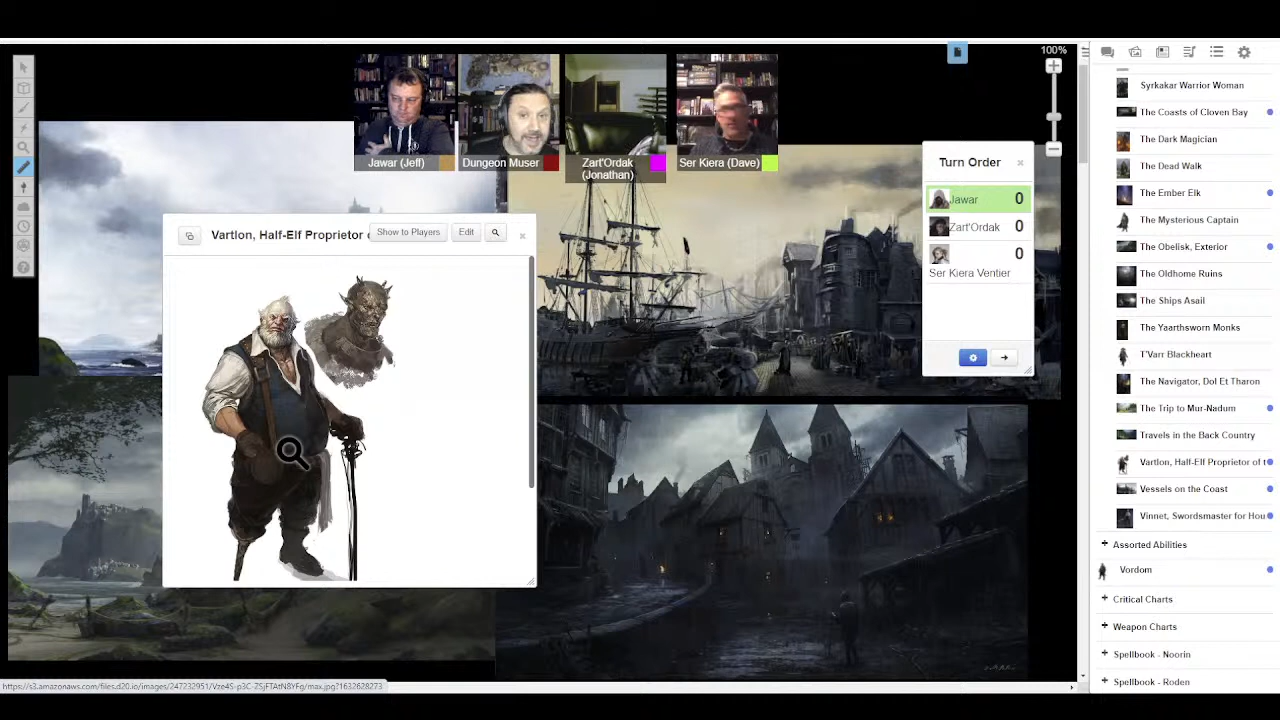 100%
Jawar (Jeff)
Dungeon Muser
Zart'Ordak
(Jonathan)
Ser Kiera (Dave)
Turn Order
Jawar 0
Zart'Ordak 0
0
Ser Kiera Ventier
Vartlon, Half-Elf Proprietor
Show to Players
Edit
Syrkakar Warrior Woman
The Coasts of Cloven Bay
The Dark Magician
The Dead Walk
The Ember Elk
The Mysterious Captain
The Obelisk, Exterior
The Oldhome Ruins
The Ships Asail
The Yaarthsworn Monks
T'Varr Blackheart
The Navigator, Dol Et Tharon
The Trip to Mur-Nadum
Travels in the Back Country
Vartlon, Half-Elf Proprietor of t
Vessels on the Coast
Vinnet, Swordsmaster for Hou
Assorted Abilities
Vordom
Critical Charts
Weapon Charts
Spellbook - Noorin
Spellbook - Roden